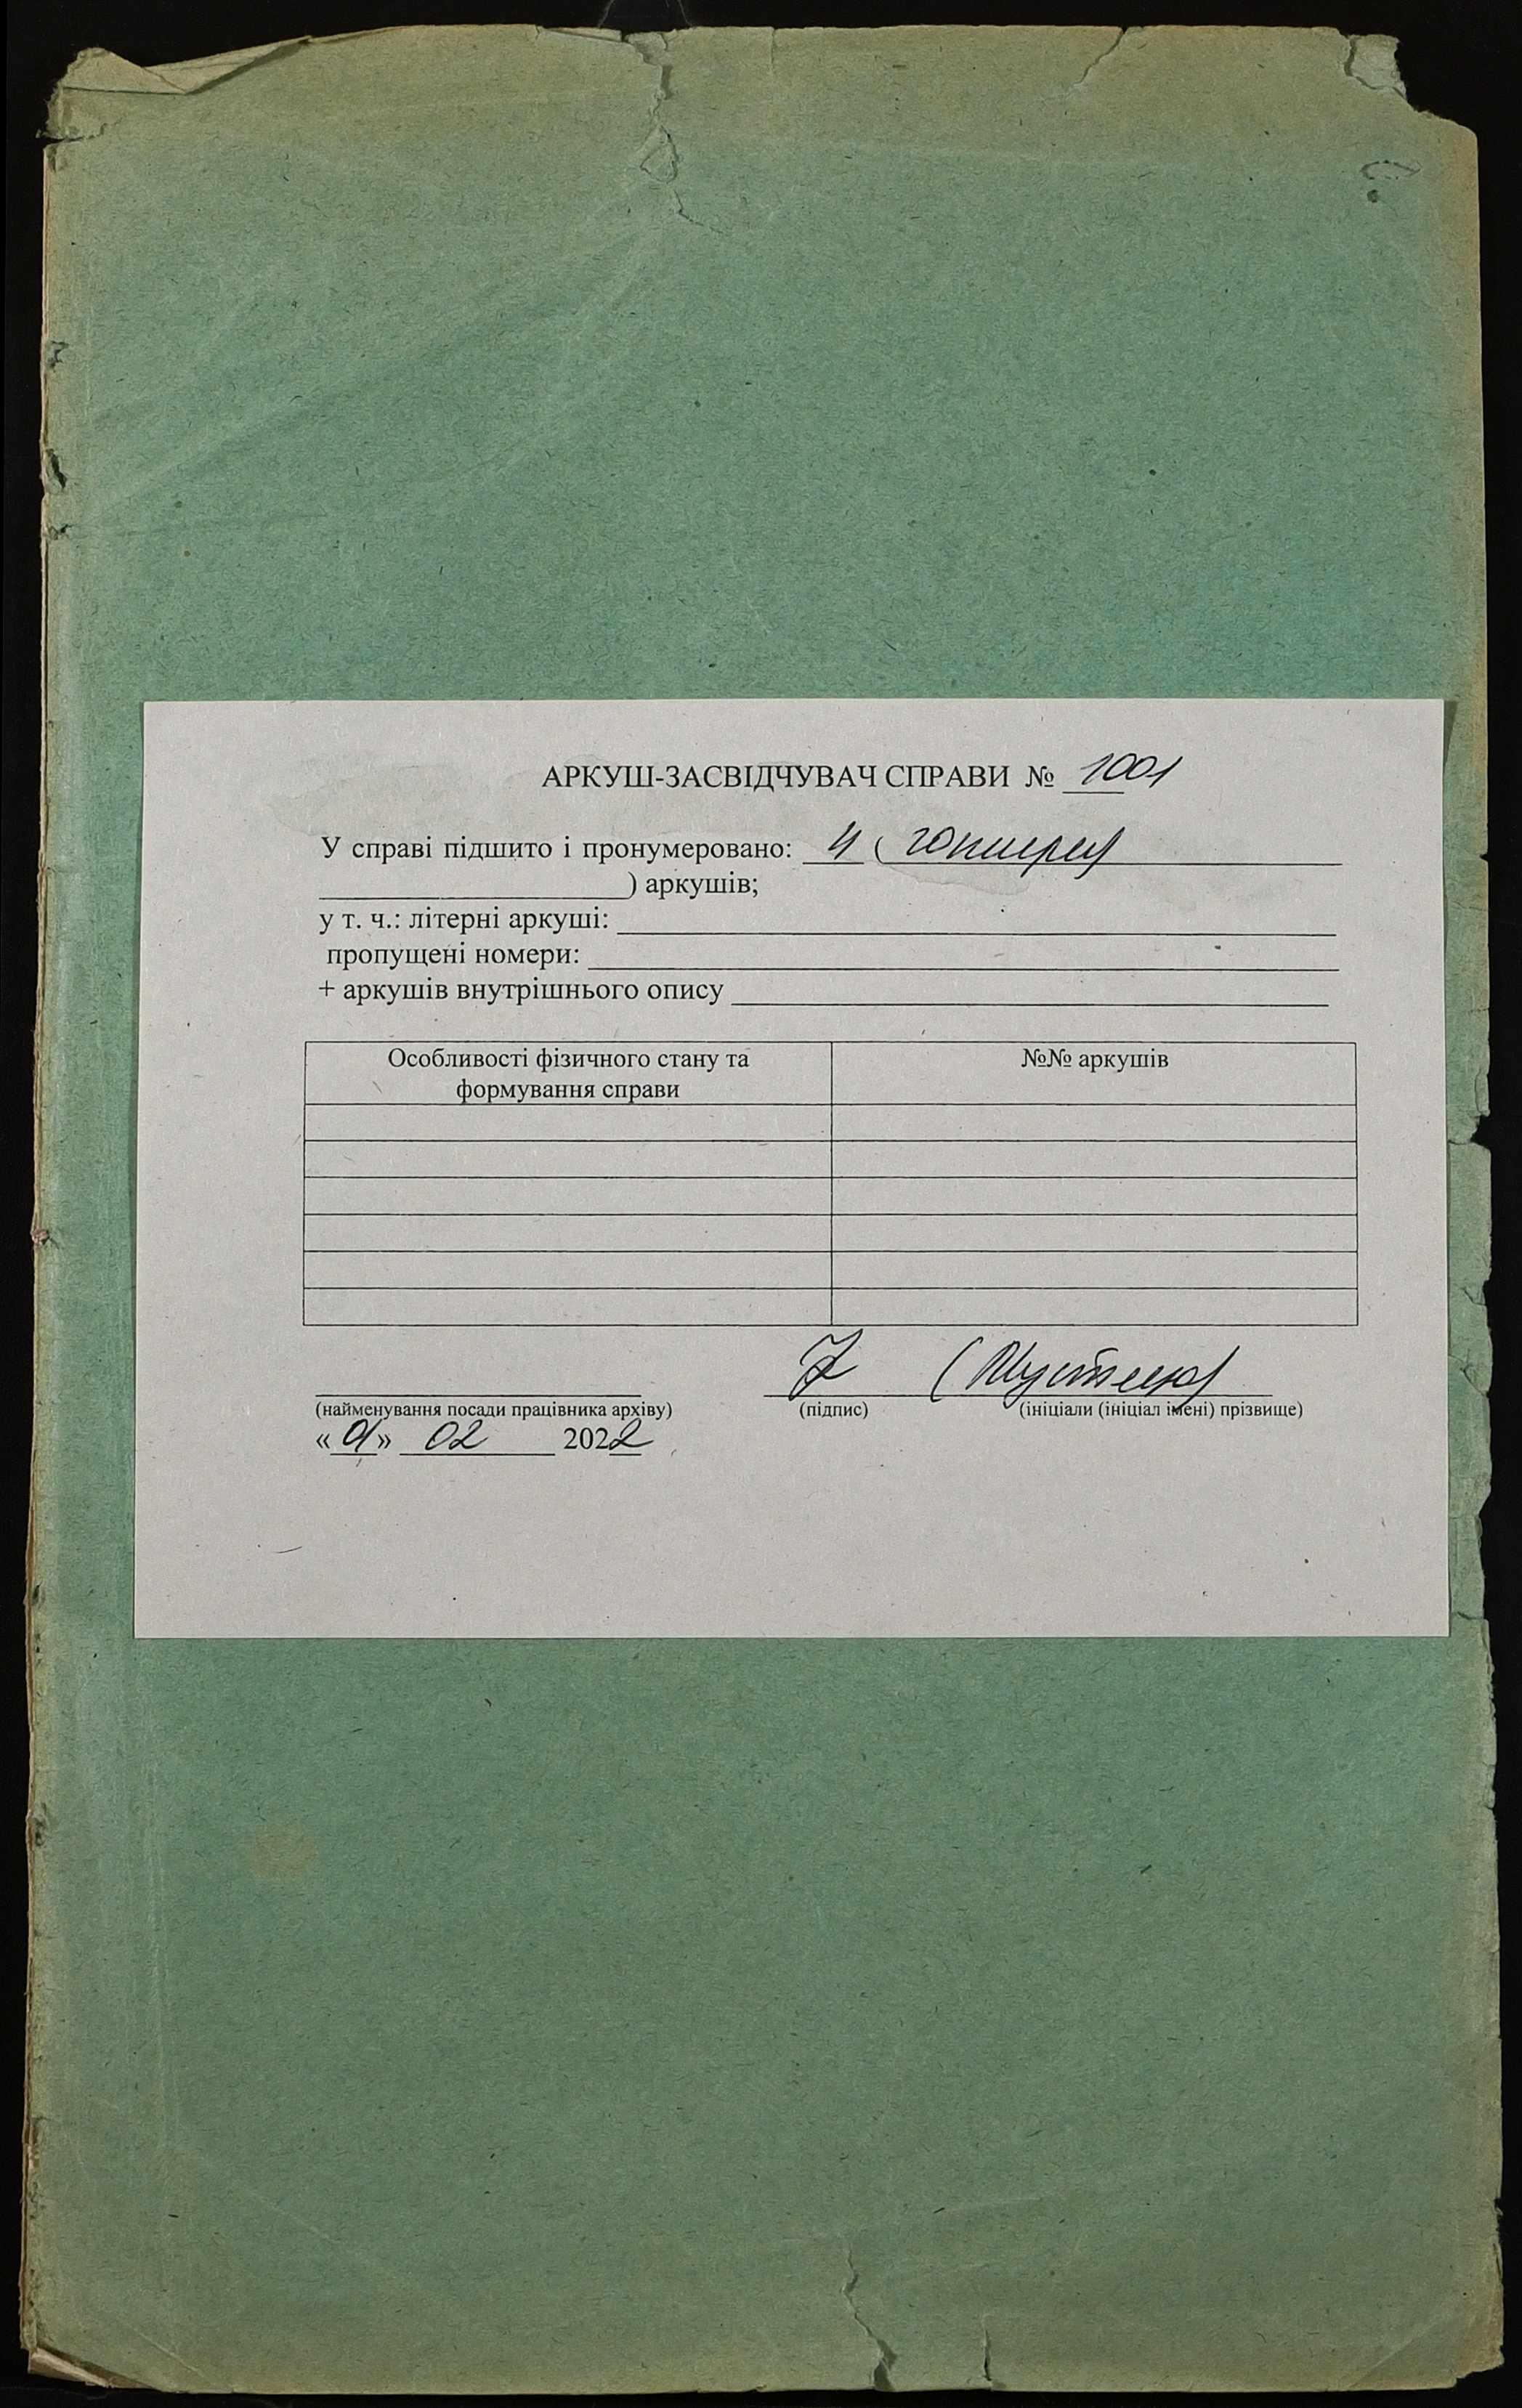 АРКУШ-ЗАСВІДЧУВАЧ СПРАВИ № 1001
У справі підшито і пронумеровано: 4 ( чотири
) аркушів;
у т. ч.: літерні аркуші:
пропущені номери:
+ аркушів внутрішнього опису
Особливості фізичного стану та
формування справи
№№ аркушів
(найменування посади працівника архіву) (підпис) (ініціали (ініціал імені) прізвище)
« » 02 2022